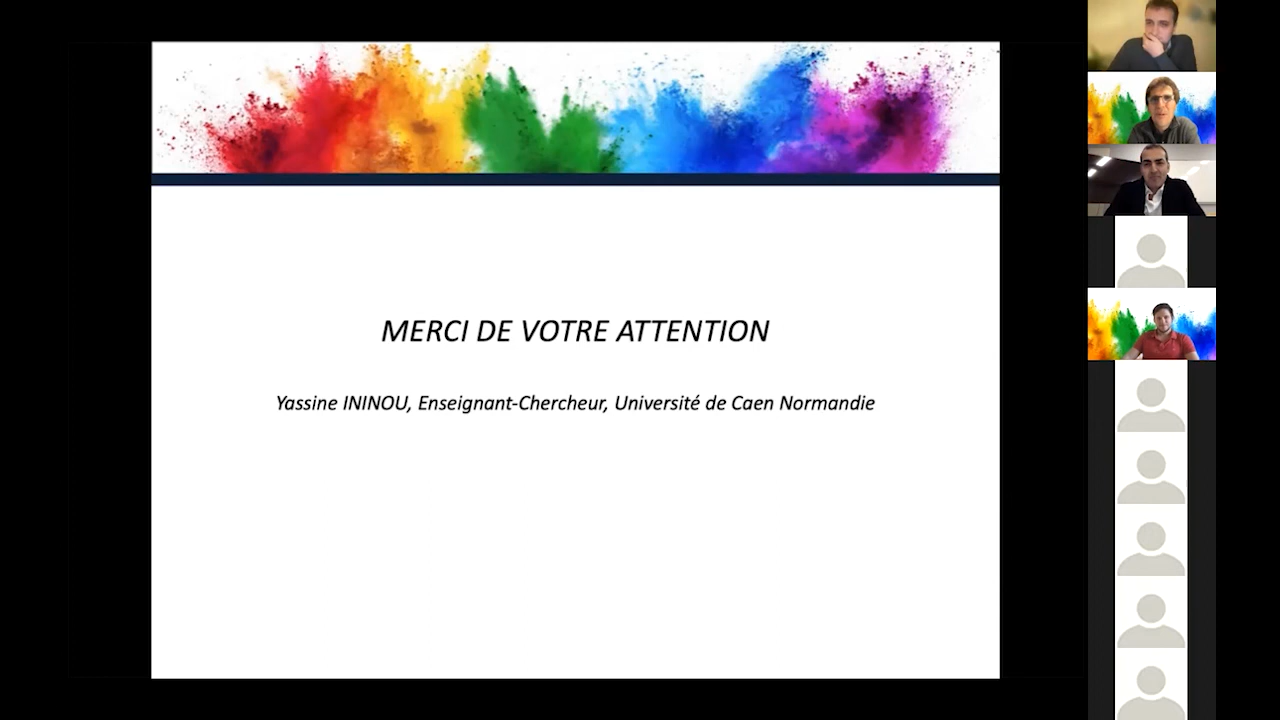 MERCI DE VOTRE ATTENTION
Yassine ININOU, Enseignant-Chercheur, Université de Caen Normandie